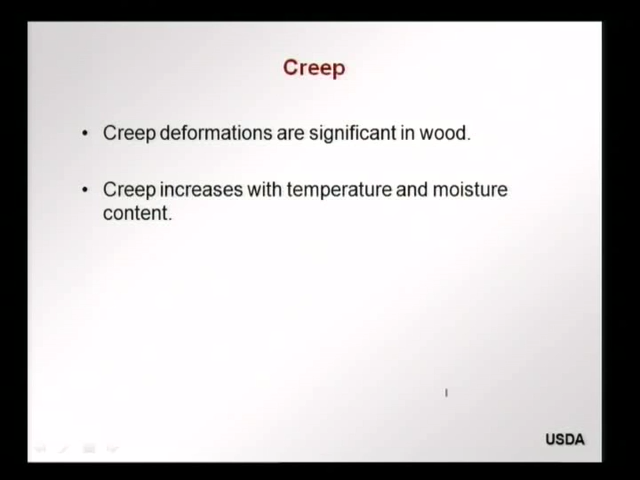 Creep
• Creep deformations are significant in wood.
• Creep increases with temperature and moisture
content.
USDA